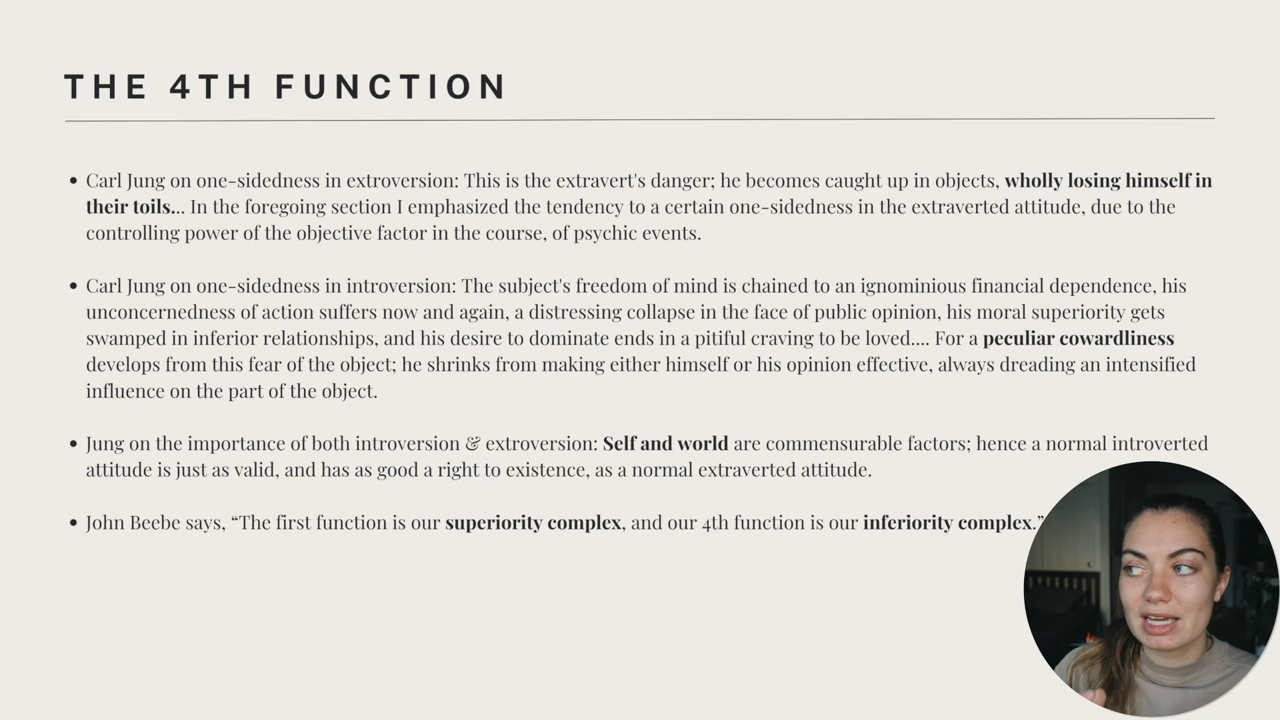 THE 4TH FUNCTION
• Carl Jung on one-sidedness in extroversion: This is the extravert's danger; he becomes caught up in objects, wholly losing himself in
their toils... In the foregoing section I emphasized the tendency to a certain one-sidedness in the extraverted attitude, due to the
controlling power of the objective factor in the course, of psychic events.
• Carl Jung on one-sidedness in introversion: The subject's freedom of mind is chained to an ignominious financial dependence, his
unconcernedness of action suffers now and again, a distressing collapse in the face of public opinion, his moral superiority gets
swamped in inferior relationships, and his desire to dominate ends in a pitiful craving to be loved.... For a peculiar cowardliness
develops from this fear of the object; he shrinks from making either himself or his opinion effective, always dreading an intensified
influence on the part of the object.
• Jung on the importance of both introversion & extroversion: Self and world are commensurable factors; hence a normal introverted
attitude is just as valid, and has as good a right to existence, as a normal extraverted attitude.
• John Beebe says, “The first function is our superiority complex, and our 4th function is our inferiority complex.”